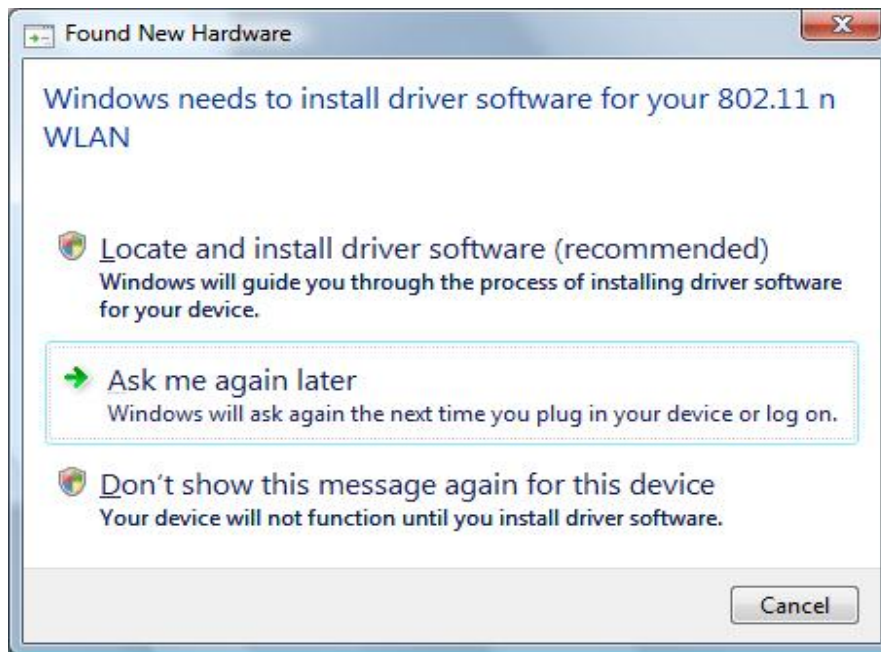 Found New Hardware
Windows needs to install driver software for your 802.11 n
WLAN
Locate and install driver software (recommended)
Windows will guide you through the process of installing driver software
for your device.
Ask me again later
Windows will ask again the next time you plug in your device or log on.
Don't show this message again for this device
Your device will not function until you install driver software.
Cancel